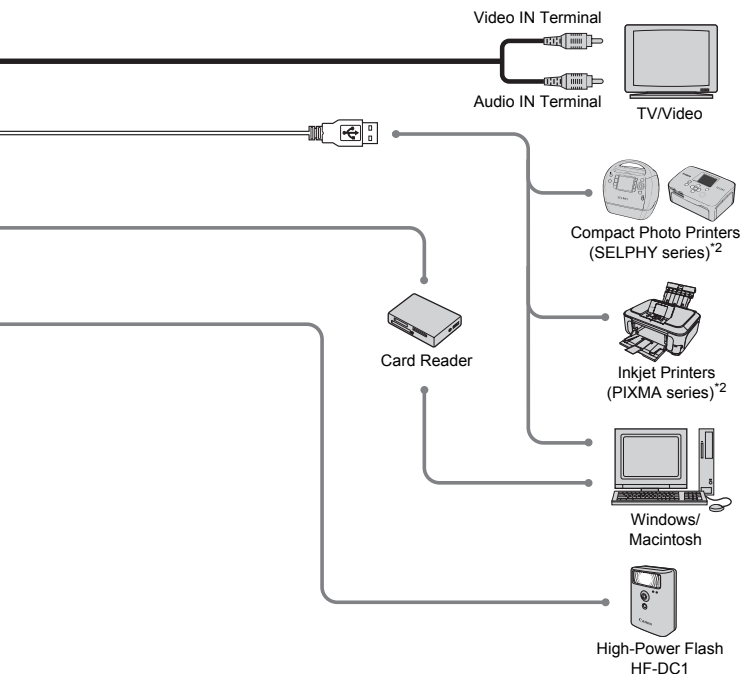 Video IN Terminal
Audio IN Terminal
TV/Video
Compact Photo Printers
(SELPHY series)*2
Card Reader
Inkjet Printers
(PIXMA series)*2
Windows/
Macintosh
High-Power Flash
HF-DC1